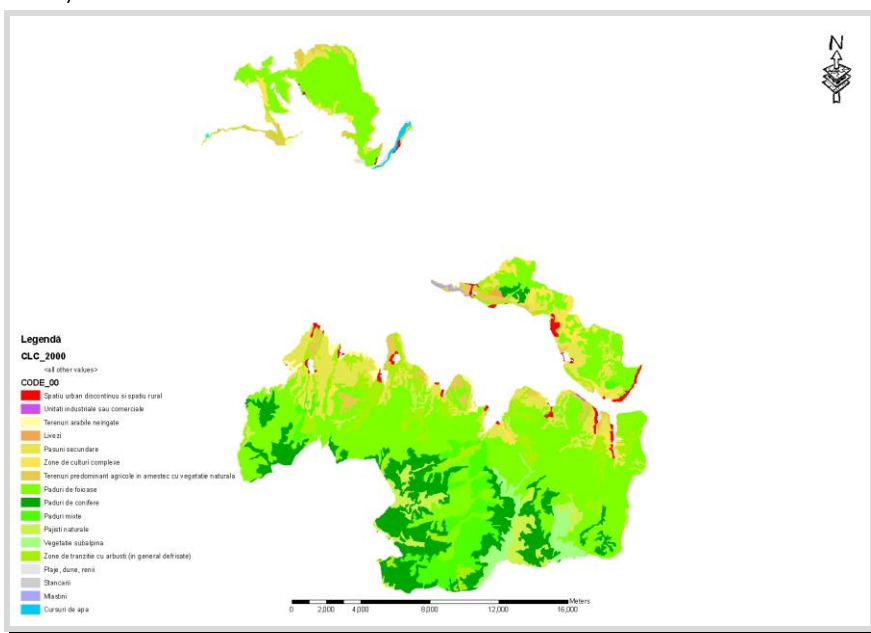 N
Legendă
CLC_2000
<all other values>
CODE_00
Spatiu urban discontinuu si spatiu rural
Unitati industriale sau comerciale
Terenuri arabile neirigate
Livezi
Pasuni secundare
Zone de culturi complexe
Terenuri predominant agricole in amestec cu vegetatie naturala
Paduri de foioase
Paduri de conifere
Paduri mixte
Pajisti naturale
Vegetatie subalpina
Zone de tranzitie cu arbusti (in general defrisate)
Plaje, dune, renii
Stancarii
Mlastini
Cursuri de apa
Meters
0 2,000 4,000 8,000 12,000 16,000